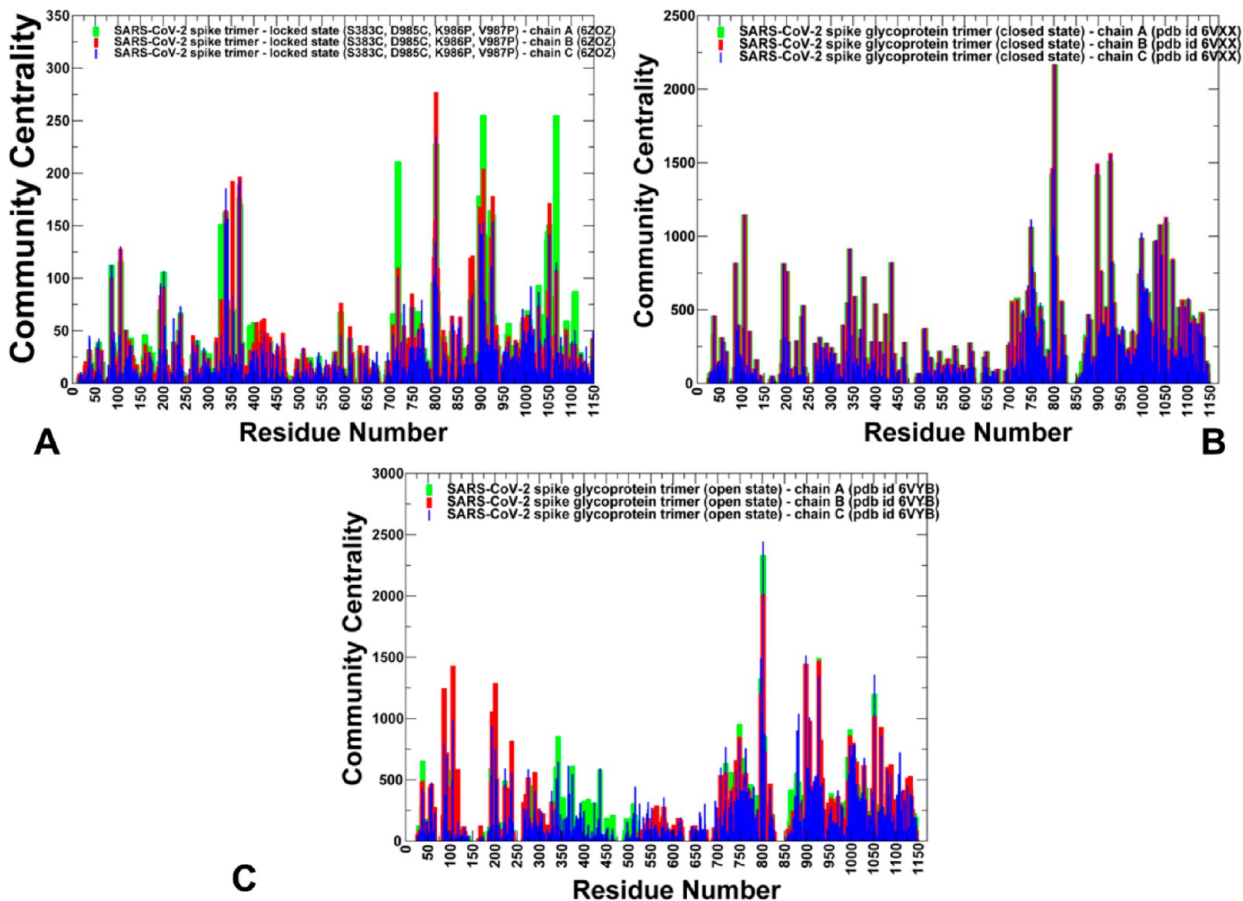 SARS-CoV-2 spike trimer - locked state (S383C, D985C, K986P, V987P) - chain A (6ZOZ)
SARS-CoV-2 spike trimer - locked state (S383C, D985C, K986P, V987P) - chain B (6ZOZ)
SARS-CoV-2 spike trimer - locked state (S383C, D985C, K986P, V987P) - chain C (6ZOZ)
Community Centrality
350
300
250
200
150
100
50
0
0 50 100 150 200 250 300 350 400 450 500 550 600 650 700 750 800 850 900 950 1000 1050 1100 1150
Residue Number
A
SARS-CoV-2 spike glycoprotein trimer (closed state) - chain A (pdb id 6VXX)
SARS-CoV-2 spike glycoprotein trimer (closed state) - chain B (pdb id 6VXX)
SARS-CoV-2 spike glycoprotein trimer (closed state) - chain C (pdb id 6VXX)
Community Centrality
2500
2000
1500
1000
500
0
0 50 100 150 200 250 300 350 400 450 500 550 600 650 700 750 800 850 900 950 1000 1050 1100 1150
Residue Number
B
SARS-CoV-2 spike glycoprotein trimer (open state) - chain A (pdb id 6VYB)
SARS-CoV-2 spike glycoprotein trimer (open state) - chain B (pdb id 6VYB)
SARS-CoV-2 spike glycoprotein trimer (open state) - chain C (pdb id 6VYB)
Community Centrality
3000
2500
2000
1500
1000
500
0
0 50 100 150 200 250 300 350 400 450 500 550 600 650 700 750 800 850 900 950 1000 1050 1100 1150
Residue Number
C